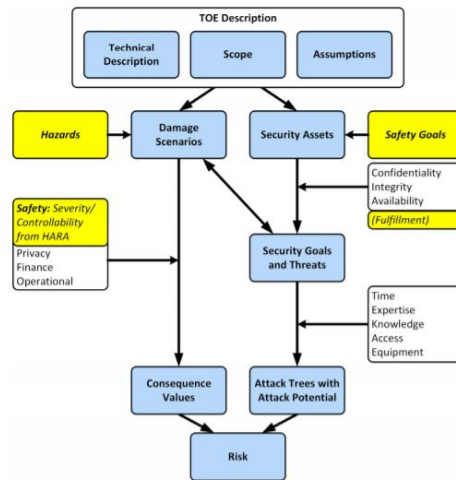 TOE Description
Technical
Description
Scope
Assumptions
Hazards
Damage
Scenarios
Security Assets
Safety Goals
Confidentiality
Integrity
Availability
(Fulfillment)
Safety: Severity/
Controllability
from HARA
Privacy
Finance
Operational
Security Goals
and Threats
Time
Expertise
Knowledge
Access
Equipment
Consequence
Values
Attack Trees with
Attack Potential
Risk